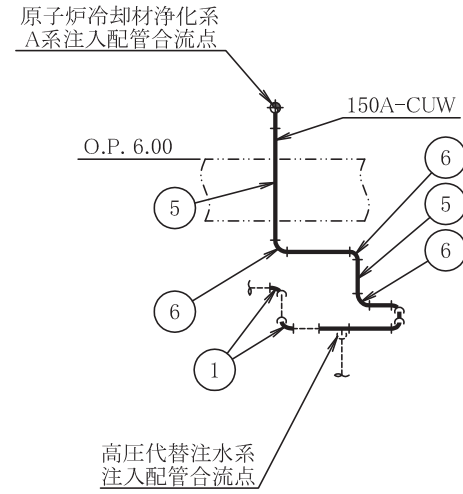 原子炉冷却材浄化系
A系注入配管合流点
150A-CUW
O.P. 6.00
6
5
5
6
6
1
高圧代替注水系
注入配管合流点